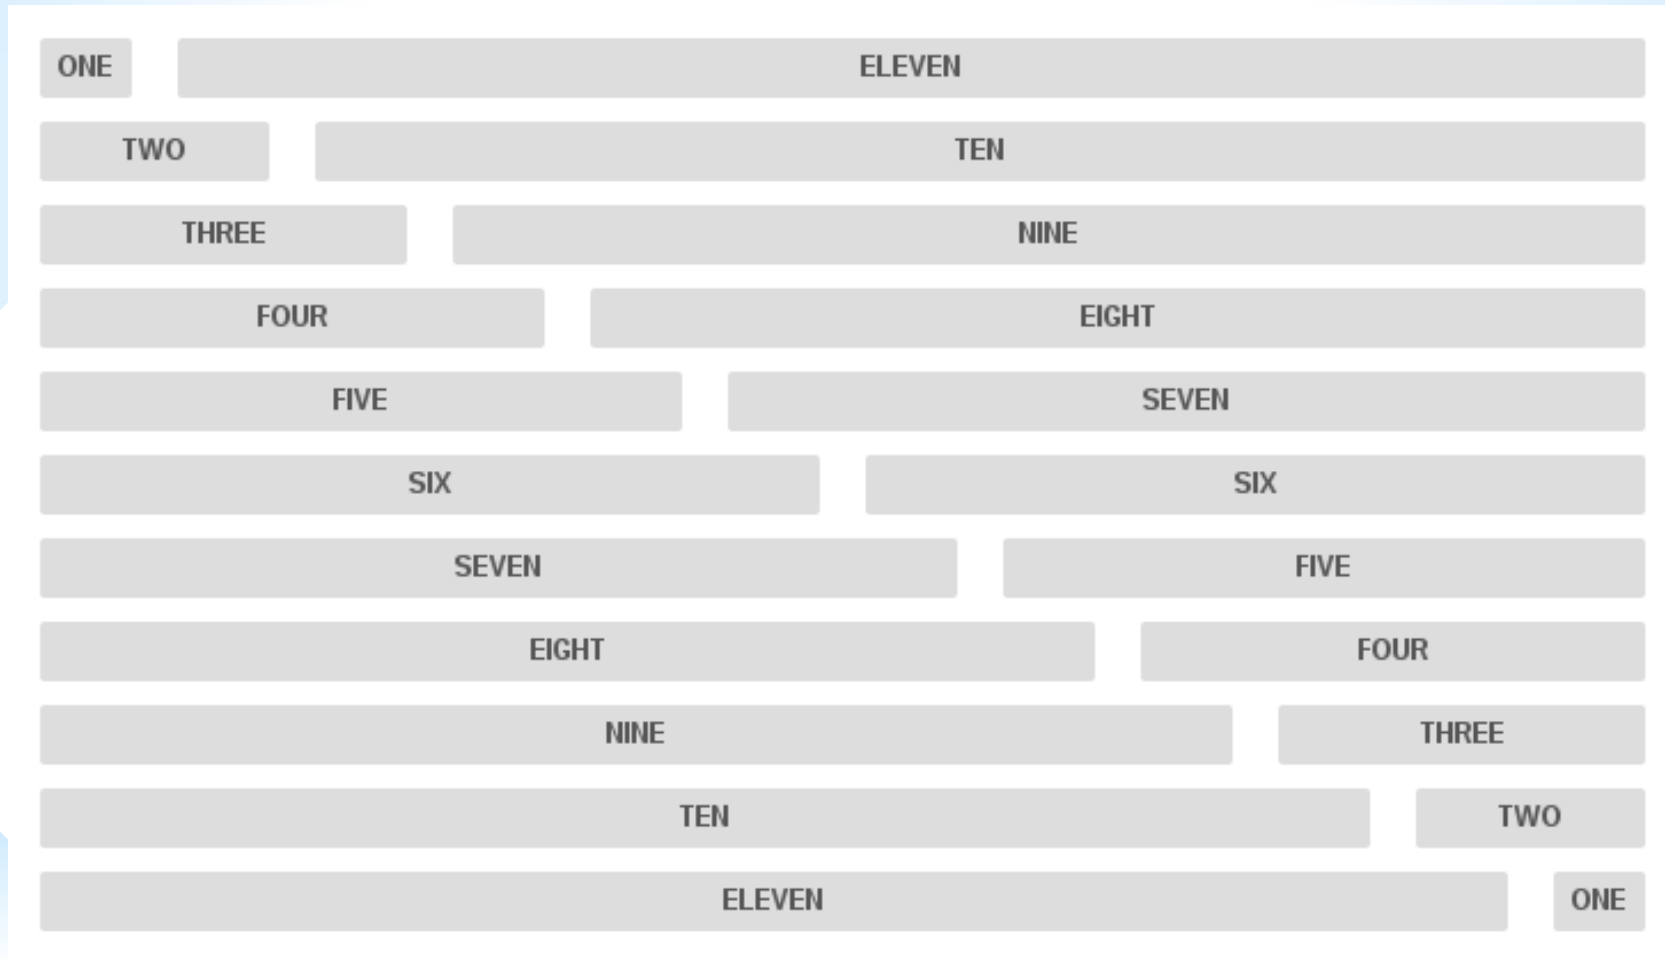 ONE ELEVEN
TWO TEN
THREE NINE
FOUR EIGHT
FIVE SEVEN
SIX SIX
SEVEN FIVE
EIGHT FOUR
NINE THREE
TEN TWO
ELEVEN ONE